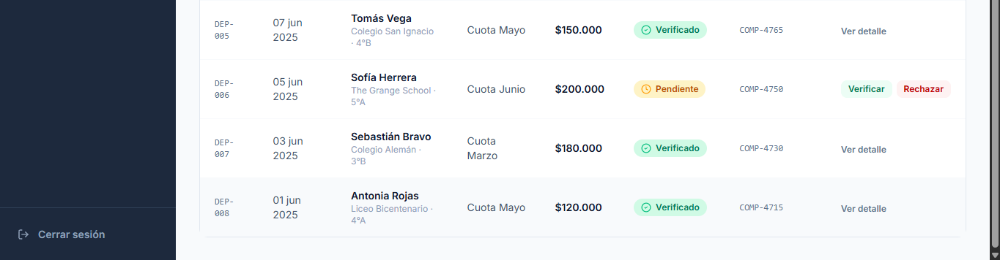 DEP-
005
07 jun
2025
Tomás Vega
Colegio San Ignacio
· 4°B
Cuota Mayo
$150.000
Verificado
COMP-4765
Ver detalle
DEP-
006
05 jun
2025
Sofía Herrera
The Grange School ·
5°A
Cuota Junio
$200.000
Pendiente
COMP-4750
Verificar
Rechazar
DEP-
007
03 jun
2025
Sebastián Bravo
Colegio Alemán ·
3°B
Cuota
Marzo
$180.000
Verificado
COMP-4730
Ver detalle
DEP-
008
01 jun
2025
Antonia Rojas
Liceo Bicentenario ·
4°A
Cuota Mayo
$120.000
Verificado
COMP-4715
Ver detalle
Cerrar sesión